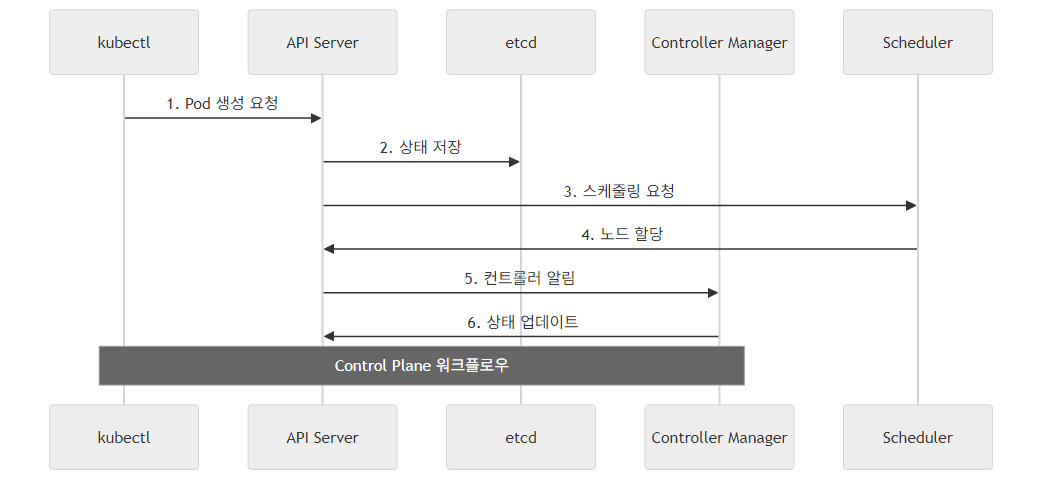 kubectl
API Server
etcd
Controller Manager
Scheduler
1. Pod 생성 요청
2. 상태 저장
3. 스케줄링 요청
4. 노드 할당
5. 컨트롤러 알림
6. 상태 업데이트
Control Plane 워크플로우
kubectl
API Server
etcd
Controller Manager
Scheduler